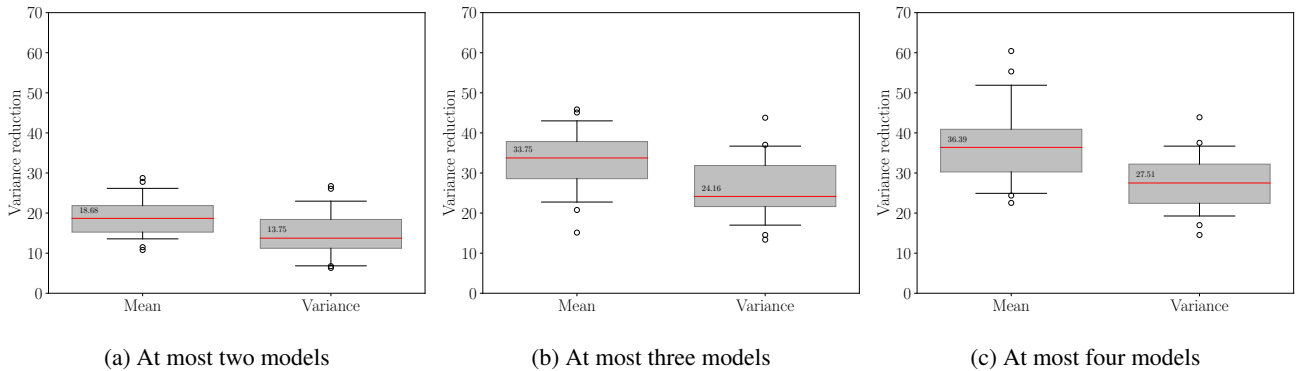 70
60
50
40
30
20
10
0
Variance reduction
18.68
13.75
Mean
Variance
(a) At most two models
70
60
50
40
30
20
10
0
Variance reduction
33.75
24.16
Mean
Variance
(b) At most three models
70
60
50
40
30
20
10
0
Variance reduction
36.39
27.51
Mean
Variance
(c) At most four models